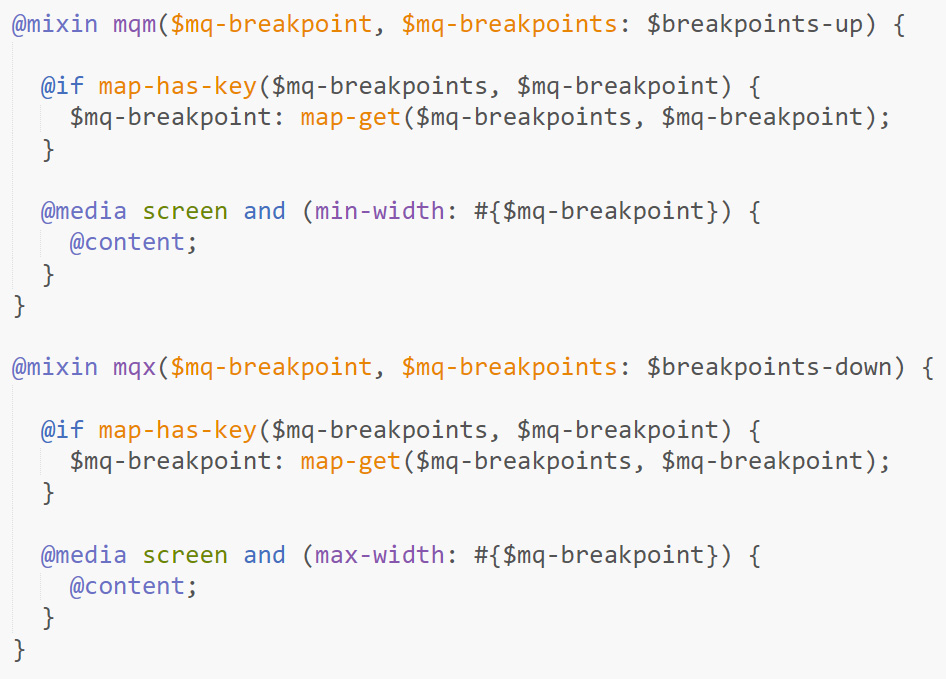 @mixin mqm($mq-breakpoint, $mq-breakpoints: $breakpoints-up) {
@if map-has-key($mq-breakpoints, $mq-breakpoint) {
$mq-breakpoint: map-get($mq-breakpoints, $mq-breakpoint);
}
@media screen and (min-width: #{$mq-breakpoint}) {
@content;
}
}
@mixin mqx($mq-breakpoint, $mq-breakpoints: $breakpoints-down) {
@if map-has-key($mq-breakpoints, $mq-breakpoint) {
$mq-breakpoint: map-get($mq-breakpoints, $mq-breakpoint);
}
@media screen and (max-width: #{$mq-breakpoint}) {
@content;
}
}